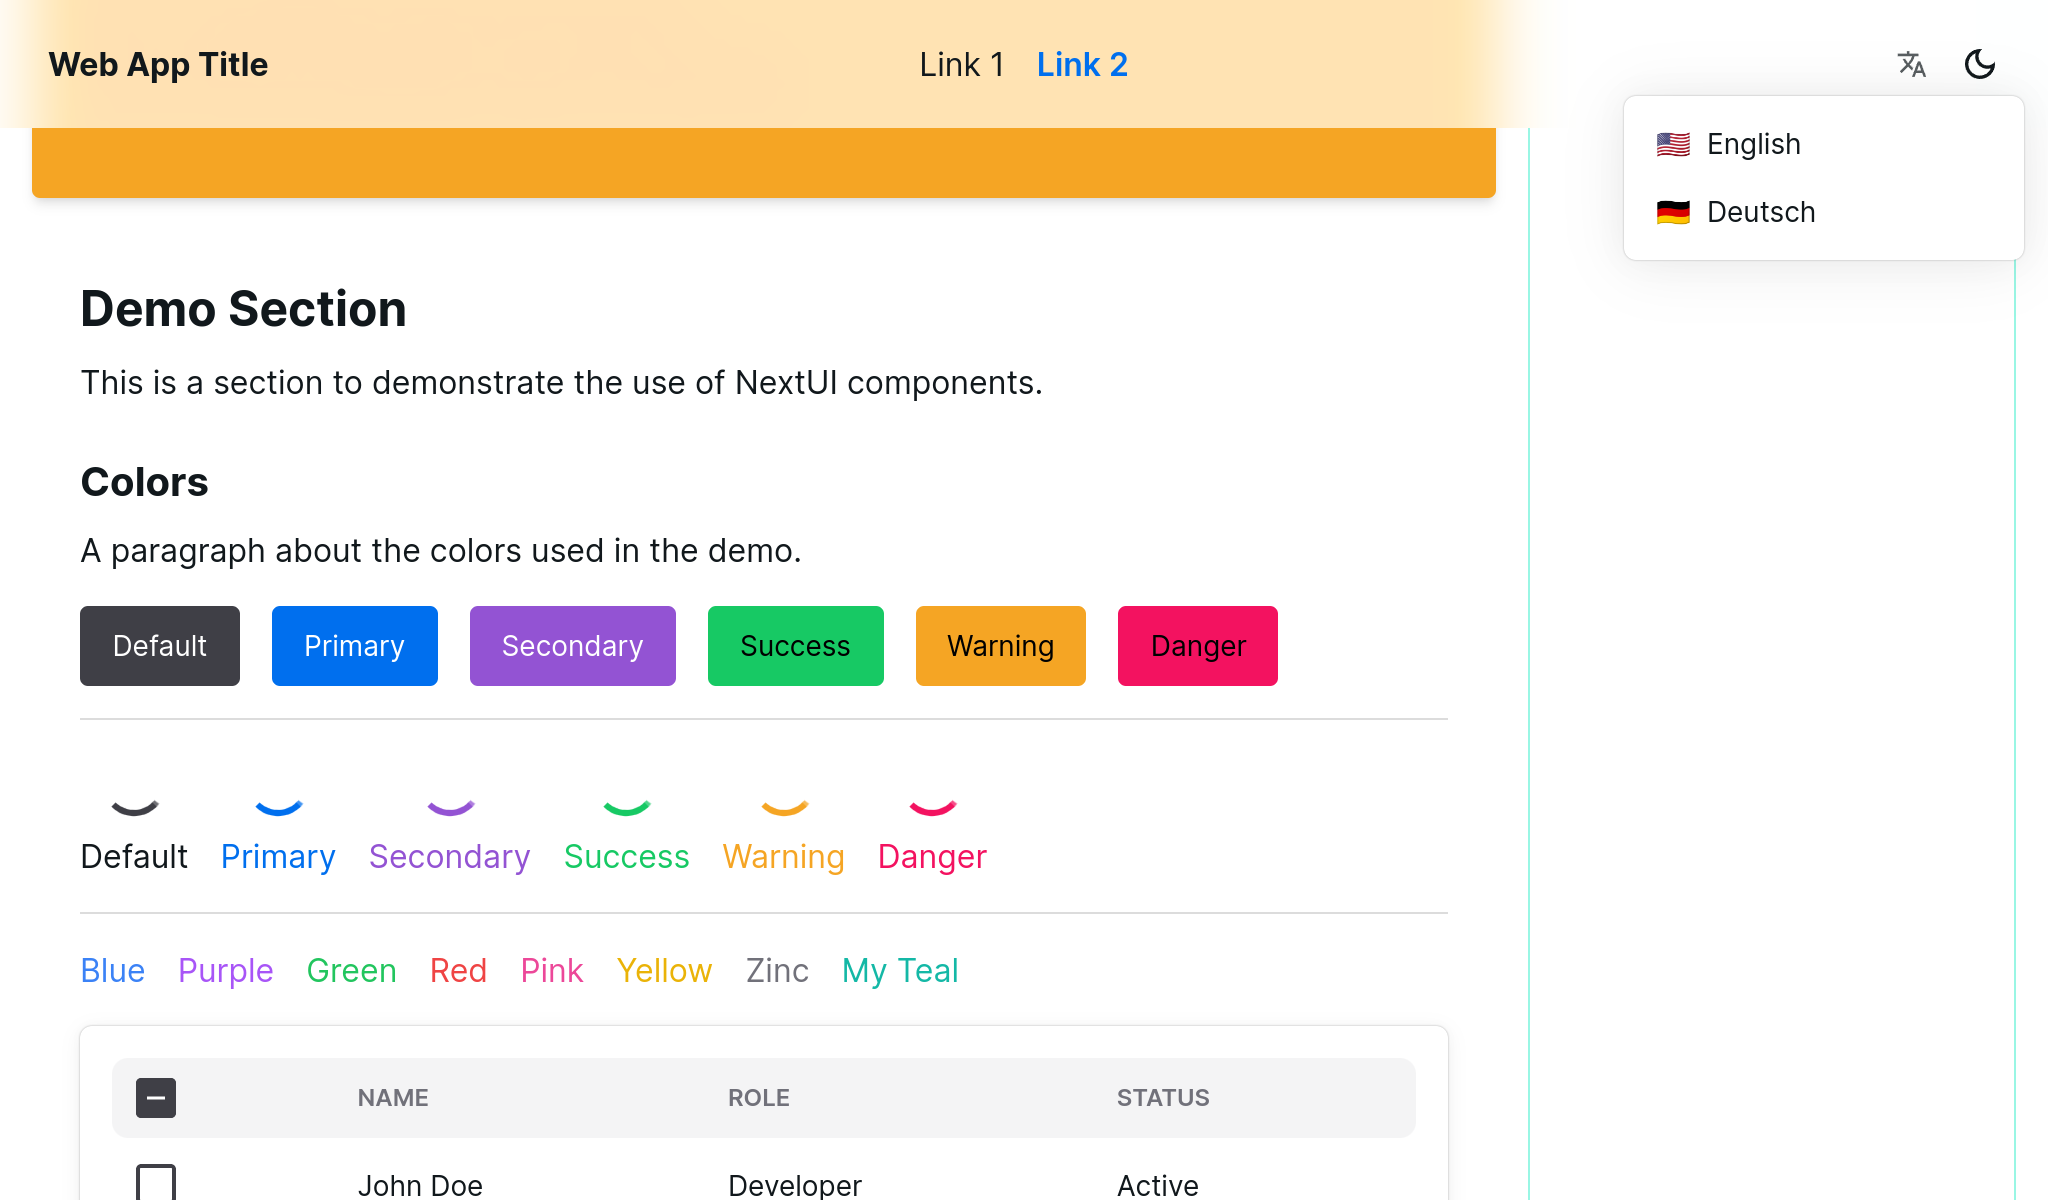 Web App Title
Link 1 Link 2
English
Deutsch
Demo Section
This is a section to demonstrate the use of NextUI components.
Colors
A paragraph about the colors used in the demo.
Default Primary Secondary Success Warning Danger
Default Primary Secondary Success Warning Danger
Blue Purple Green Red Pink Yellow Zinc My Teal
NAME ROLE STATUS
John Doe Developer Active